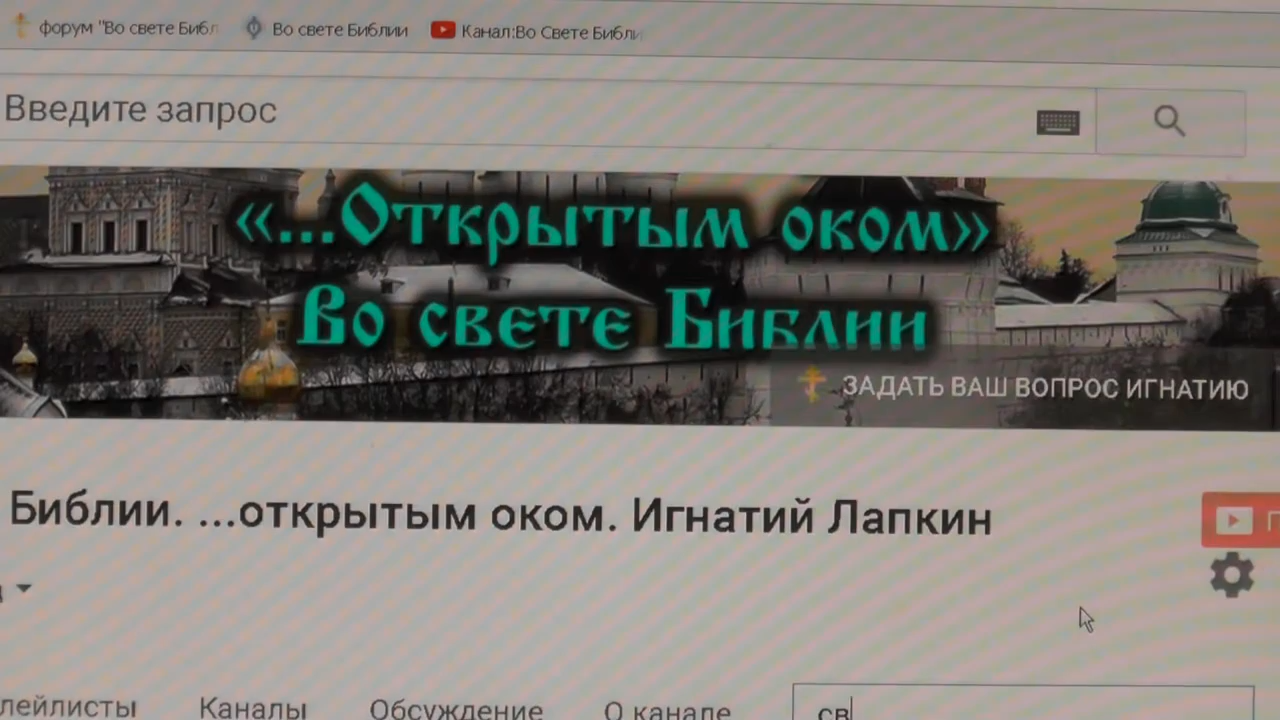 форум "Во свете Библ Во свете Библии Канал:Во Свете Библи
Введите запрос
«...Открытым оком»
Во свете Библии
ЗАДАТЬ ВАШ ВОПРОС ИГНАТИЮ
Библии. ...открытым оком. Игнатий Лапкин
лейлисты Каналы Обсуждение О канале св